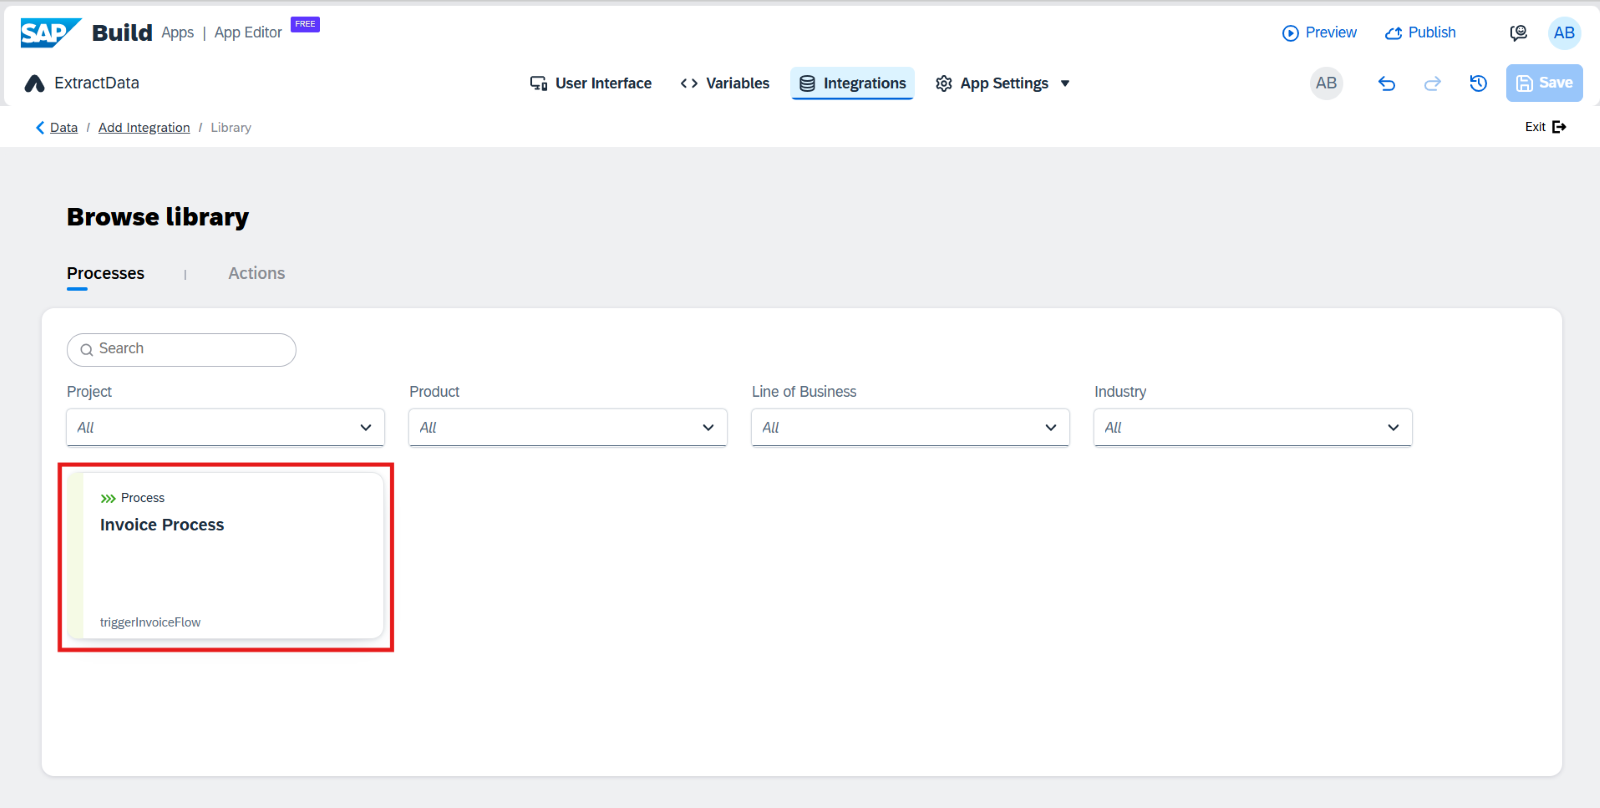 SAP Build Apps | App Editor FREE Preview Publish AB
ExtractData User Interface Variables Integrations App Settings AB Save
Data / Add Integration / Library Exit
Browse library
Processes | Actions
Search
Project Product Line of Business Industry
All All All All
Process
Invoice Process
triggerInvoiceFlow